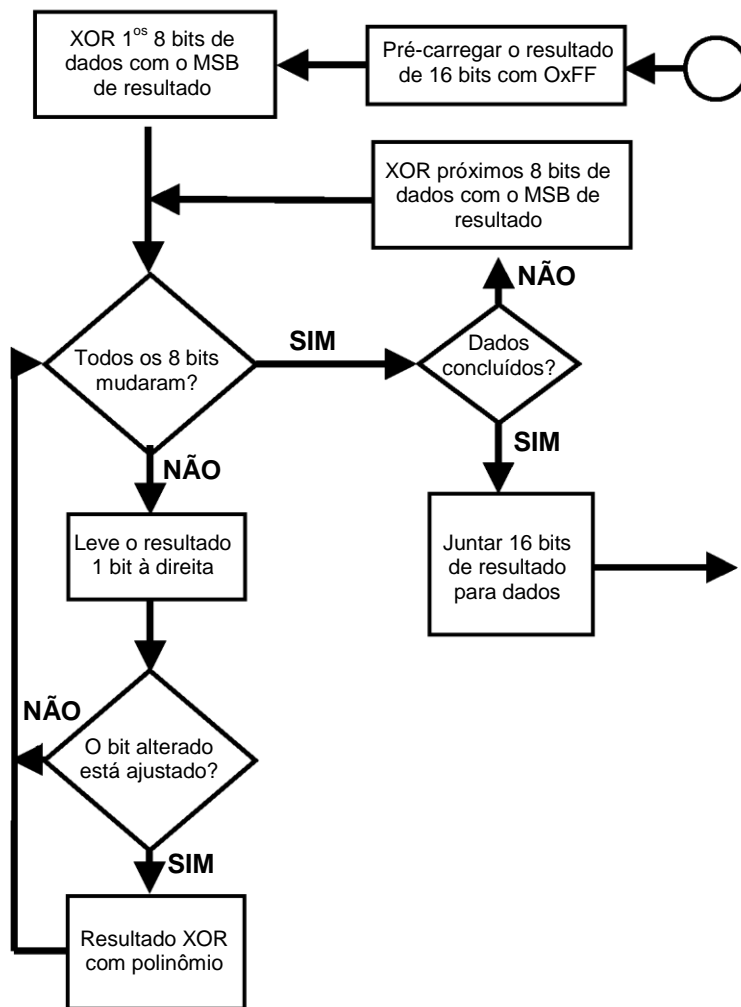 XOR 1os 8 bits de
dados com o MSB
de resultado
Pré-carregar o resultado
de 16 bits com OxFF
XOR próximos 8 bits de
dados com o MSB de
resultado
NÃO
Todos os 8 bits
mudaram?
SIM
Dados
concluídos?
SIM
NÃO
Leve o resultado
1 bit à direita
Juntar 16 bits
de resultado
para dados
NÃO
O bit alterado
está ajustado?
SIM
Resultado XOR
com polinômio